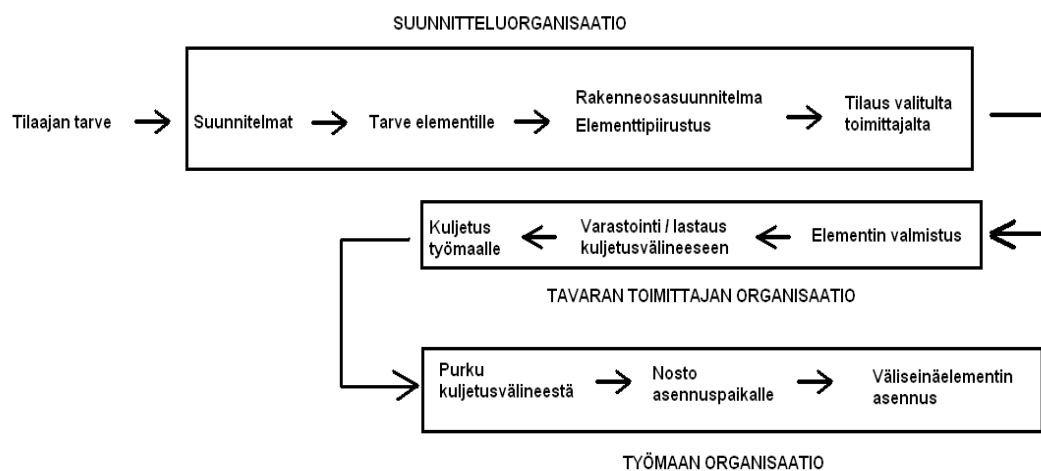 SUUNNITTELUORGANISAATIO
Tilaajan tarve
Suunnitelmat
Tarve elementille
Rakenneosasuunnitelma
Elementtipiirustus
Tilaus valitulta
toimittajalta
Elementin valmistus
Varastointi / lastaus
kuljetusvälineeseen
Kuljetus
työmaalle
TAVARAN TOIMITTAJAN ORGANISAATIO
Purku
kuljetusvälineestä
Nosto
asennuspaikalle
Väliseinäelementin
asennus
TYÖMAAN ORGANISAATIO